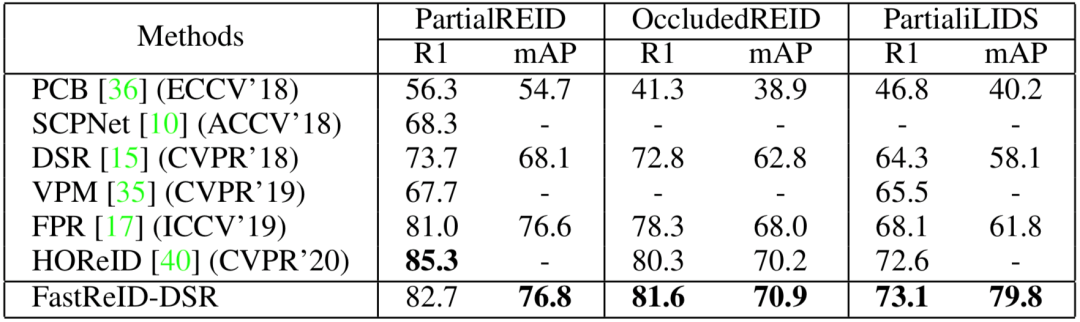 Methods PartialREID OccludedREID PartialiLIDS
R1 mAP R1 mAP R1 mAP
PCB [36] (ECCV’18) 56.3 54.7 41.3 38.9 46.8 40.2
SCPNet [10] (ACCV’18) 68.3 - - - - -
DSR [15] (CVPR’18) 73.7 68.1 72.8 62.8 64.3 58.1
VPM [35] (CVPR’19) 67.7 - - - 65.5 -
FPR [17] (ICCV’19) 81.0 76.6 78.3 68.0 68.1 61.8
HOReID [40] (CVPR’20) 85.3 - 80.3 70.2 72.6 -
FastReID-DSR 82.7 76.8 81.6 70.9 73.1 79.8